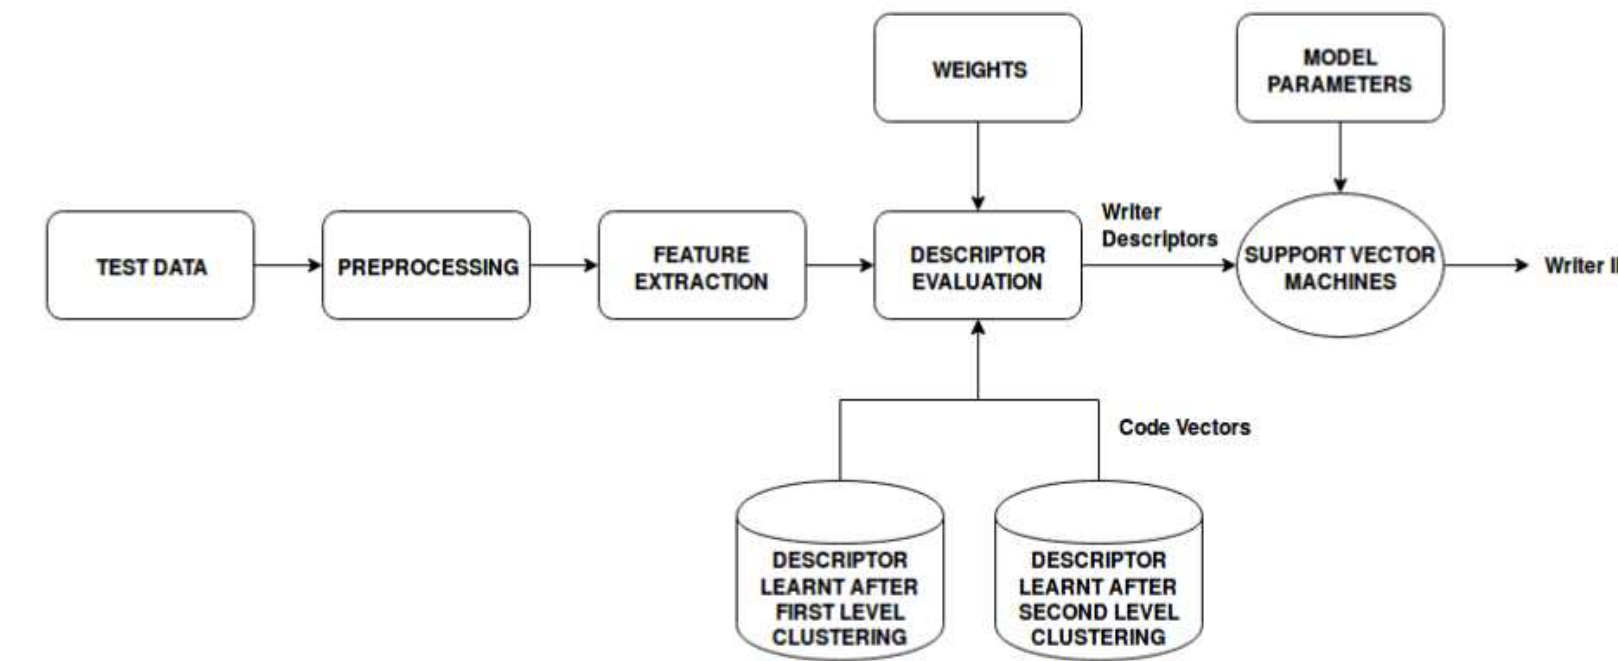 WEIGHTS
MODEL
PARAMETERS
TEST DATA
PREPROCESSING
FEATURE
EXTRACTION
DESCRIPTOR
EVALUATION
Writer
Descriptors
SUPPORT VECTOR
MACHINES
Writer
Code Vectors
DESCRIPTOR
LEARNT AFTER
FIRST LEVEL
CLUSTERING
DESCRIPTOR
LEARNT AFTER
SECOND LEVEL
CLUSTERING